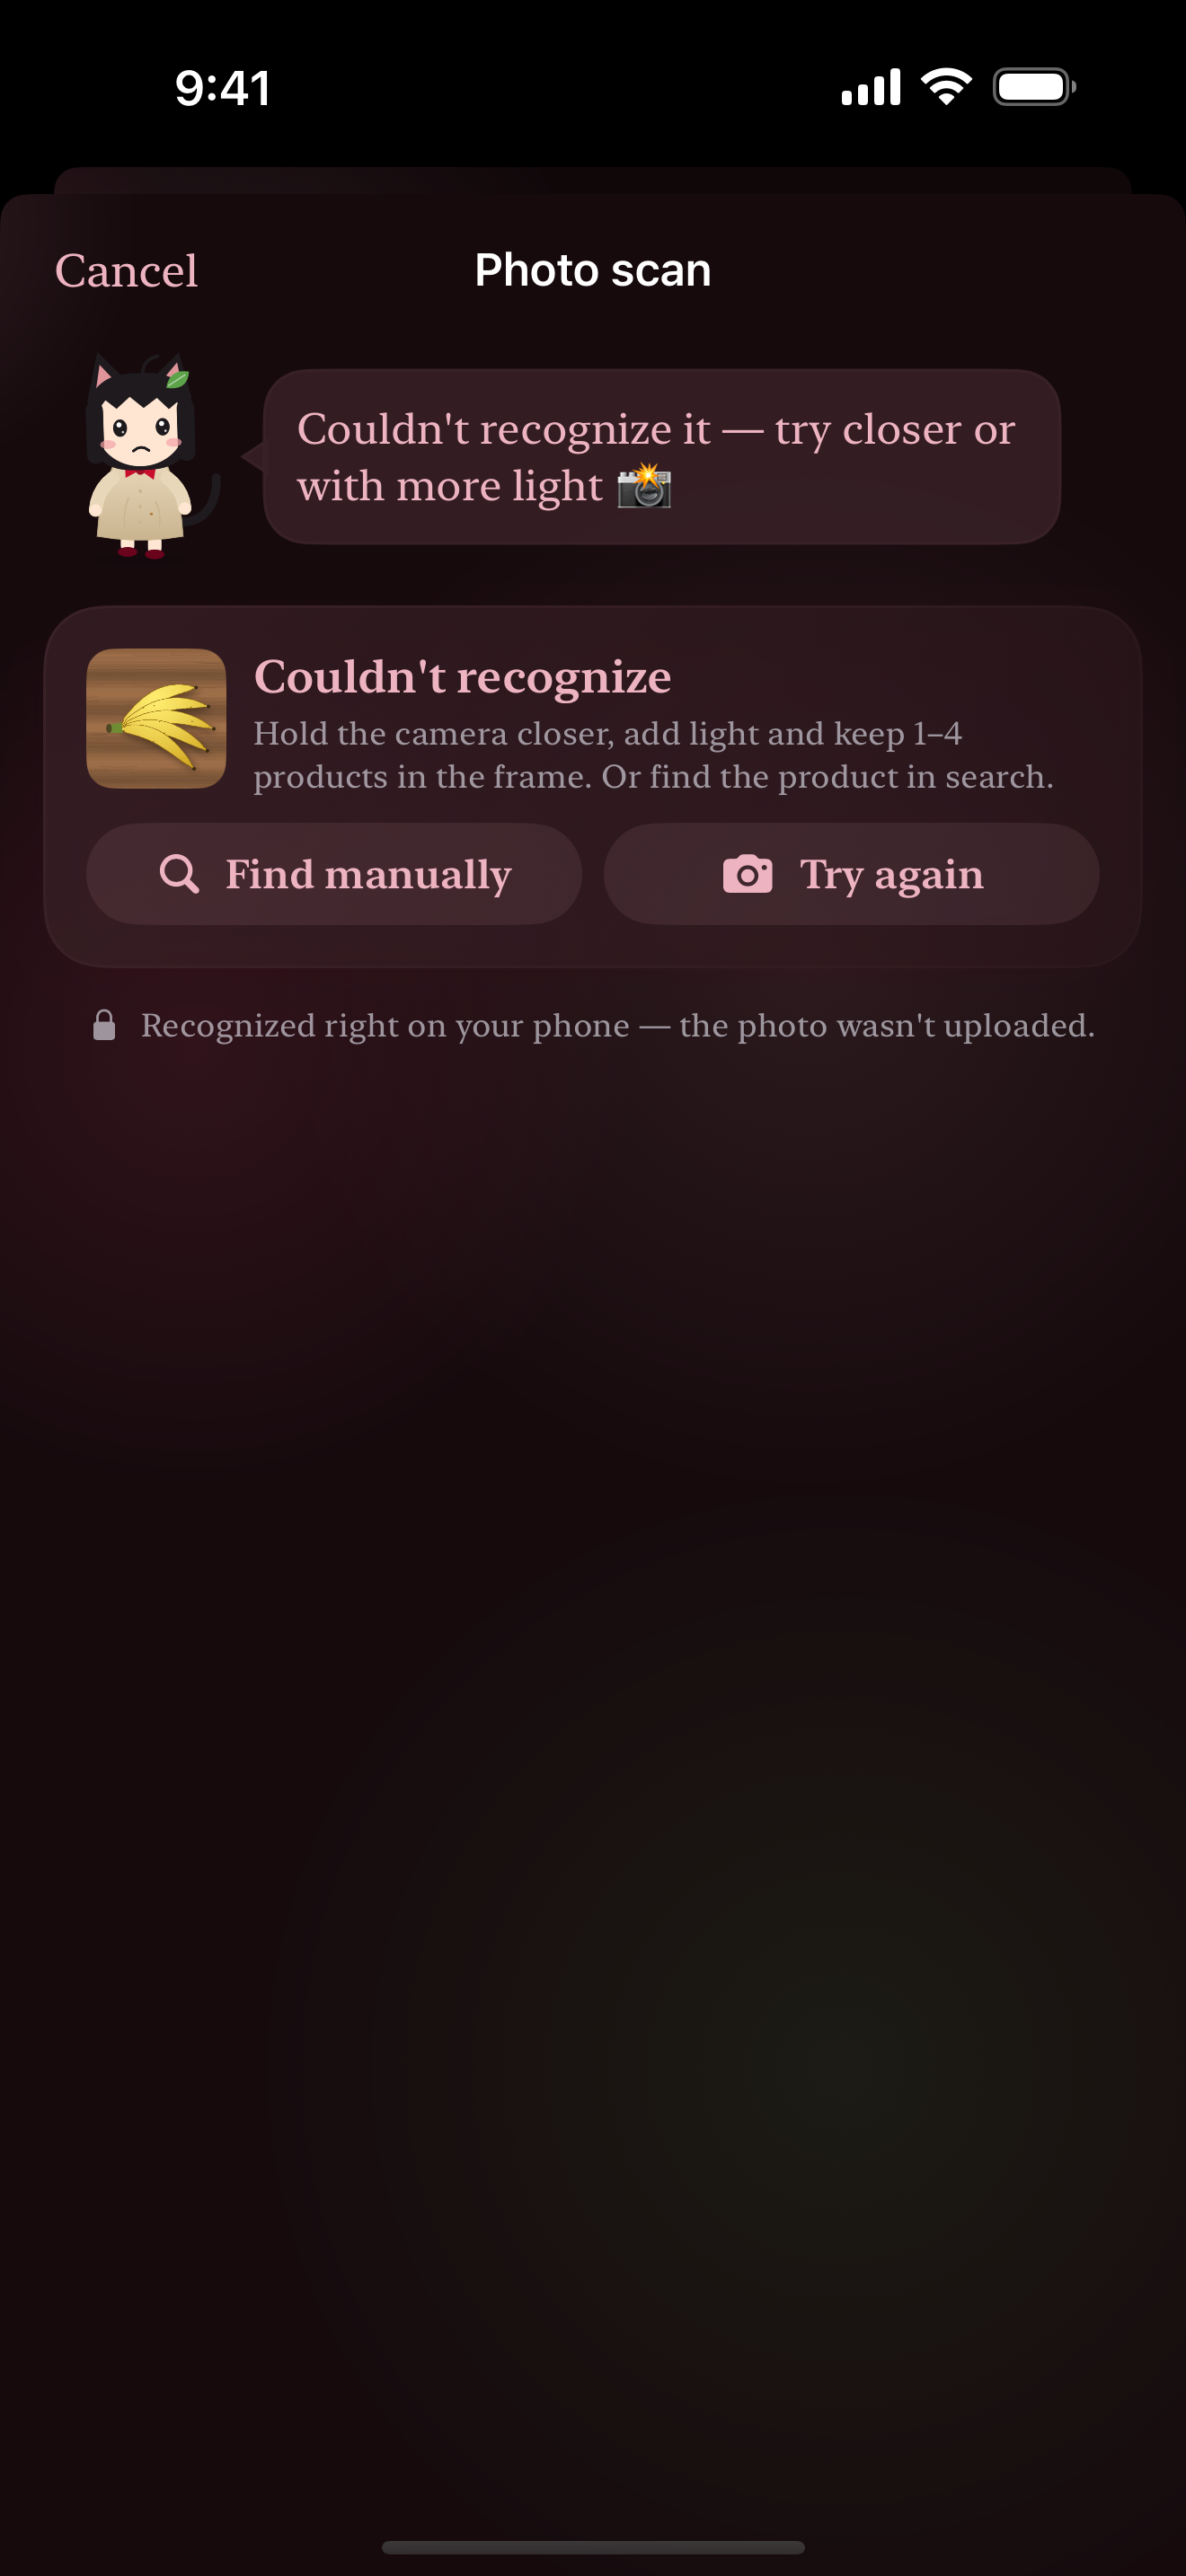 9:41
Cancel
Photo scan
Couldn't recognize it — try closer or
with more light 📸
Couldn't recognize
Hold the camera closer, add light and keep 1–4
products in the frame. Or find the product in search.
Find manually
Try again
Recognized right on your phone — the photo wasn't uploaded.